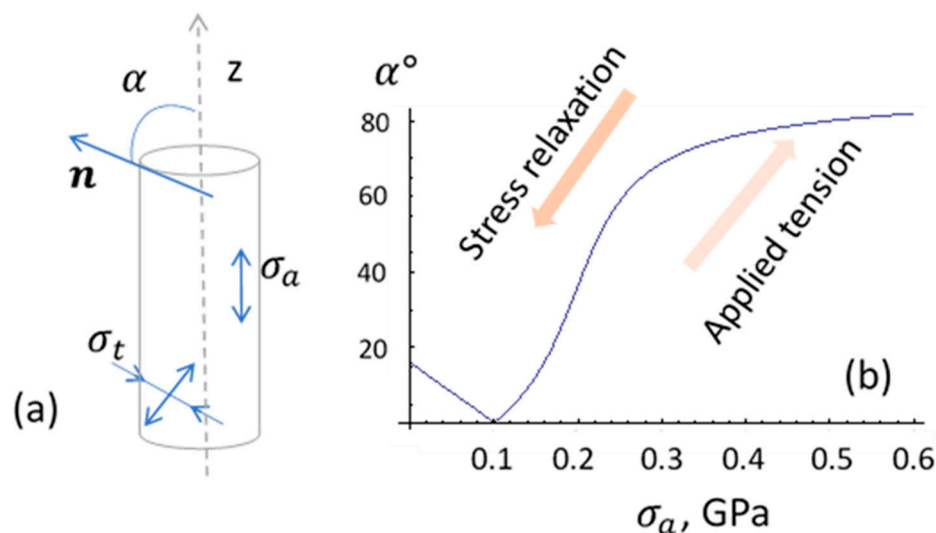 z
α
n
σₐ
σₜ
(a)
α°
80
60
40
20
Stress relaxation
Applied tension
(b)
0.1 0.2 0.3 0.4 0.5 0.6
σₐ, GPa